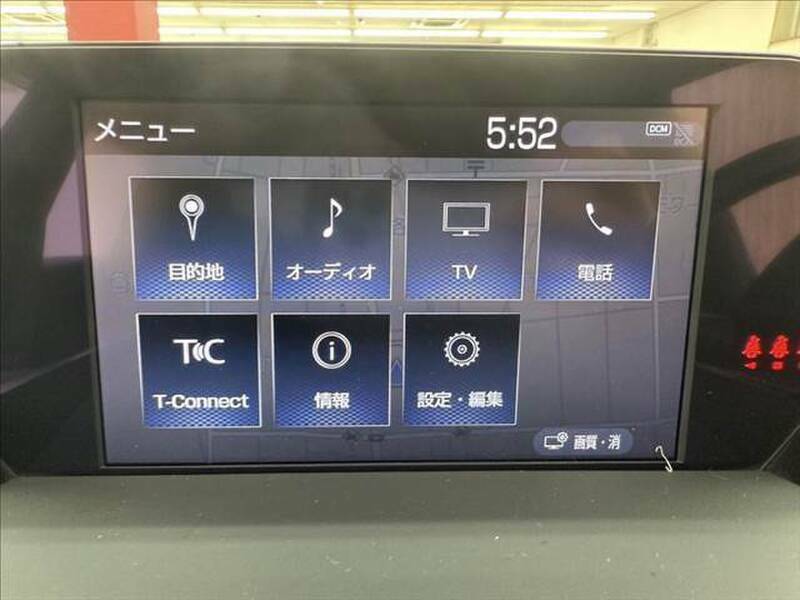 メニュー
5:52
DCM
目的地
オーディオ
TV
電話
TC
T-Connect
情報
設定・編集
画質・消